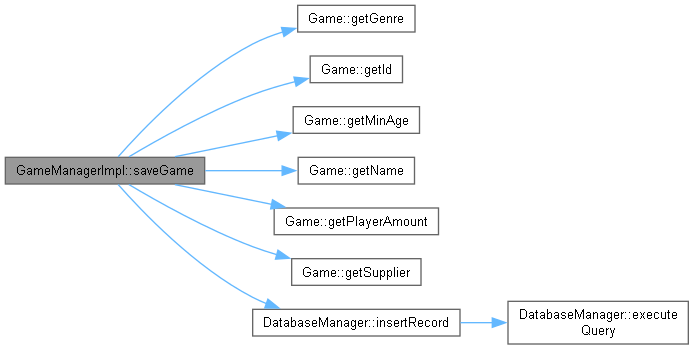 Game::getGenre
Game::getId
Game::getMinAge
GameManagerImpl::saveGame
Game::getName
Game::getPlayerAmount
Game::getSupplier
DatabaseManager::insertRecord
DatabaseManager::execute
Query